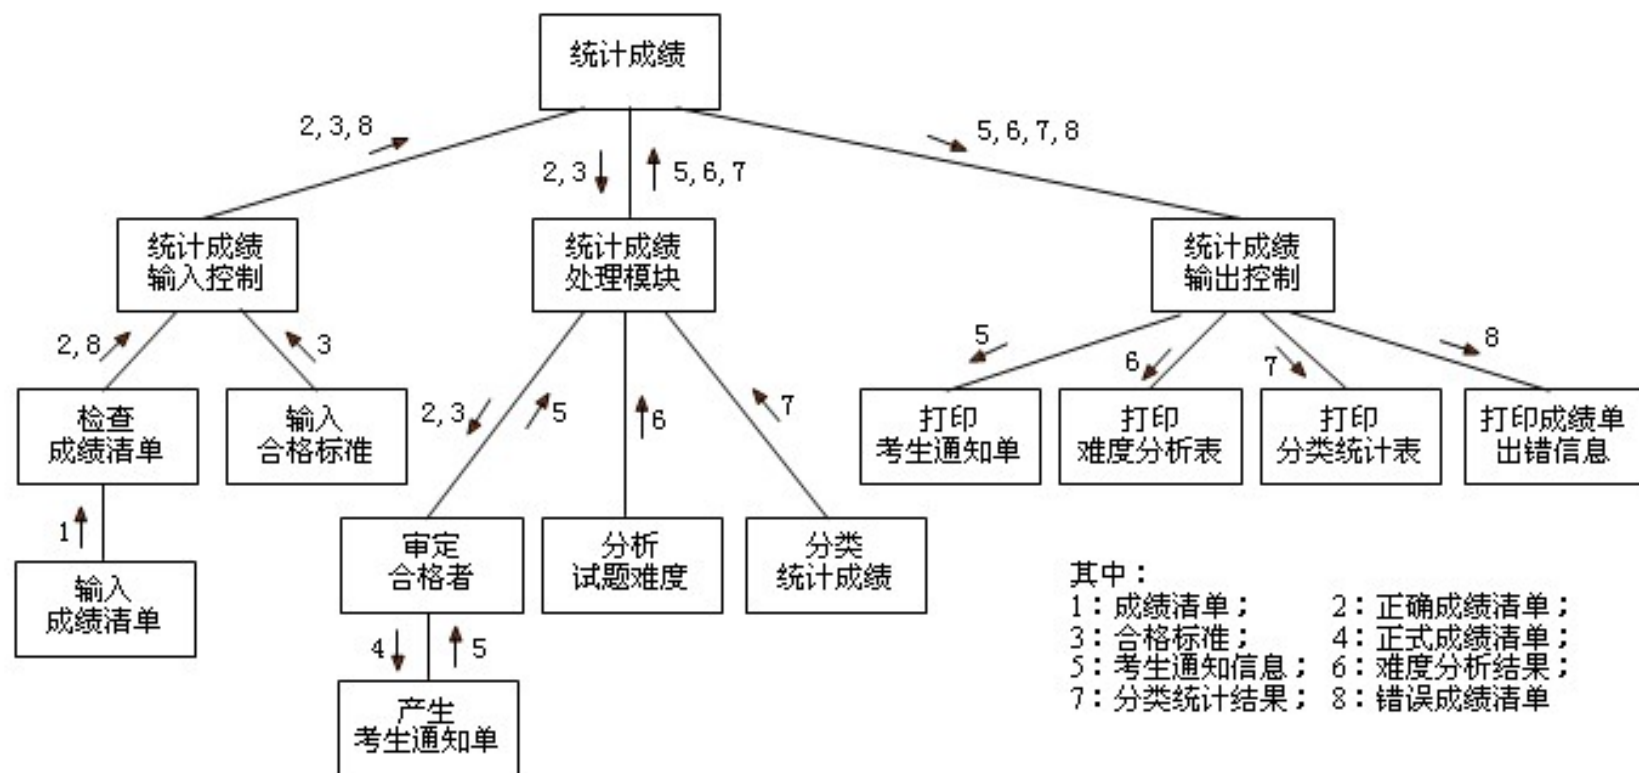 统计成绩
2,3,8
5,6,7,8
2,3
5,6,7
统计成绩
输入控制
统计成绩
处理模块
统计成绩
输出控制
2,8
3
5
6
7
8
检查
成绩清单
输入
合格标准
2,3
5
6
7
打印
考生通知单
打印
难度分析表
打印
分类统计表
打印成绩单
出错信息
1
输入
成绩清单
审定
合格者
分析
试题难度
分类
统计成绩
4
5
产生
考生通知单
其中：
1：成绩清单； 2：正确成绩清单；
3：合格标准； 4：正式成绩清单；
5：考生通知信息； 6：难度分析结果；
7：分类统计结果； 8：错误成绩清单